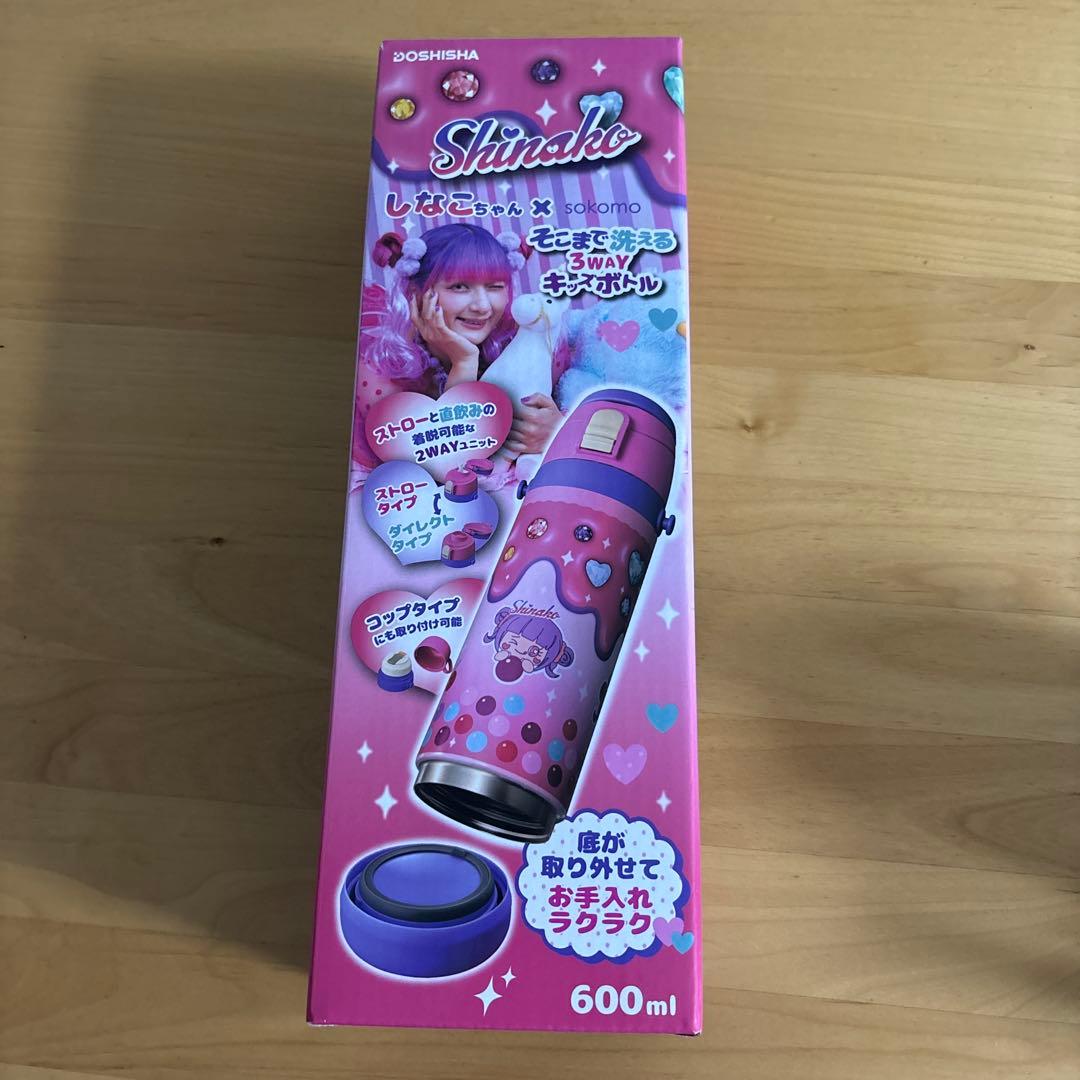 DOSHISHA
Shinako
しなこちゃん × sokomo
そこまで洗える
3WAY
キッズボトル
ストローと直飲みの
着脱可能な
2WAYユニット
ストロー
タイプ
ダイレクト
タイプ
コップタイプ
にも取り付け可能
Shinako
底が
取り外せて
お手入れ
ラクラク
600ml